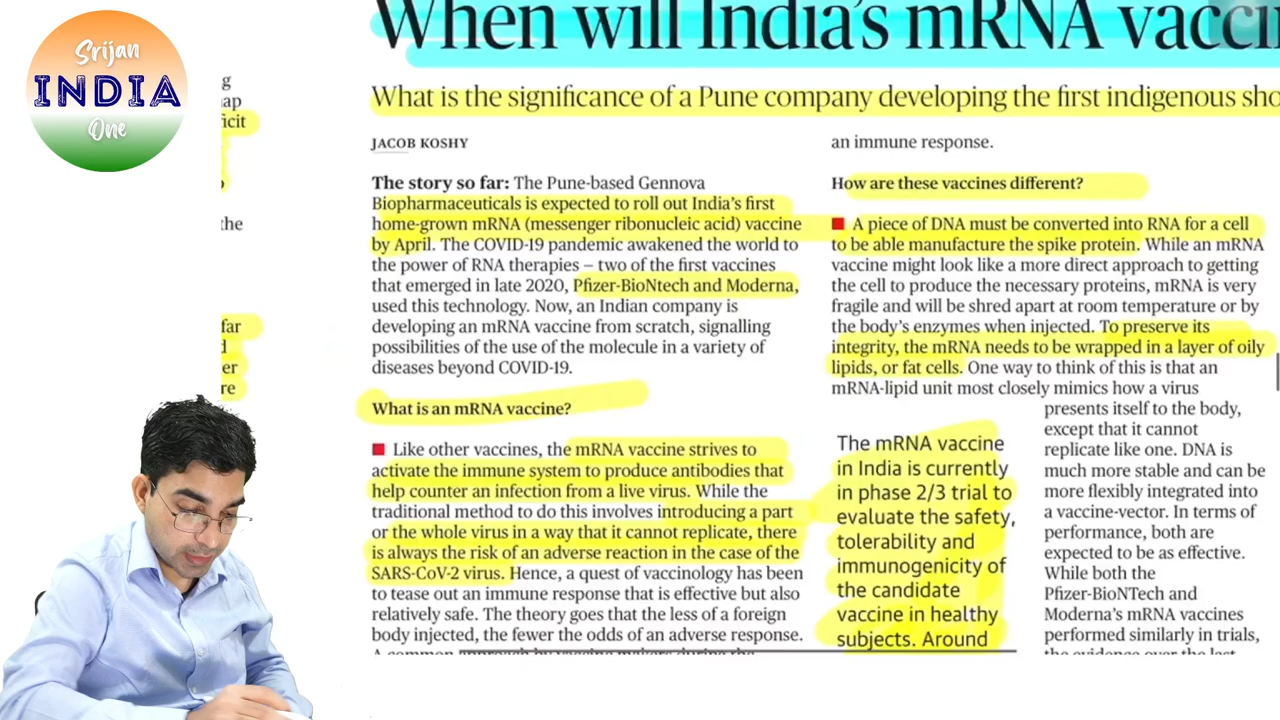 Srijan
INDIA
One
the
far
When will India's mRNA
What is the significance of a Pune company developing the first indigenous
JACOB KOSHY
The story so far: The Pune-based Gennova
Biopharmaceuticals is expected to roll out India's first
home-grown mRNA (messenger ribonucleic acid) vaccine
by April. The COVID-19 pandemic awakened the world to
the power of RNA therapies – two of the first vaccines
that emerged in late 2020, Pfizer-BioNtech and Moderna,
used this technology. Now, an Indian company is
developing an mRNA vaccine from scratch, signalling
possibilities of the use of the molecule in a variety of
diseases beyond COVID-19.
What is an mRNA vaccine?
Like other vaccines, the mRNA vaccine strives to
activate the immune system to produce antibodies that
help counter an infection from a live virus. While the
traditional method to do this involves introducing a part
or the whole virus in a way that it cannot replicate, there
is always the risk of an adverse reaction in the case of the
SARS-CoV-2 virus. Hence, a quest of vaccinology has been
to tease out an immune response that is effective but also
relatively safe. The theory goes that the less of a foreign
body injected, the fewer the odds of an adverse response.
A common approach by vaccine makers during the
an immune response.
How are these vaccines different?
A piece of DNA must be converted into RNA for a cell
to be able manufacture the spike protein. While an mRNA
vaccine might look like a more direct approach to getting
the cell to produce the necessary proteins, mRNA is very
fragile and will be shred apart at room temperature or by
the body's enzymes when injected. To preserve its
integrity, the mRNA needs to be wrapped in a layer of oily
lipids, or fat cells. One way to think of this is that an
mRNA-lipid unit most closely mimics how a virus
presents itself to the body,
except that it cannot
replicate like one. DNA is
much more stable and can be
more flexibly integrated into
a vaccine-vector. In terms of
performance, both are
expected to be as effective.
While both the
Pfizer-BioNTech and
Moderna's mRNA vaccines
performed similarly in trials,
the evidence over the last
The mRNA vaccine
in India is currently
in phase 2/3 trial to
evaluate the safety,
tolerability and
immunogenicity of
the candidate
vaccine in healthy
subjects. Around